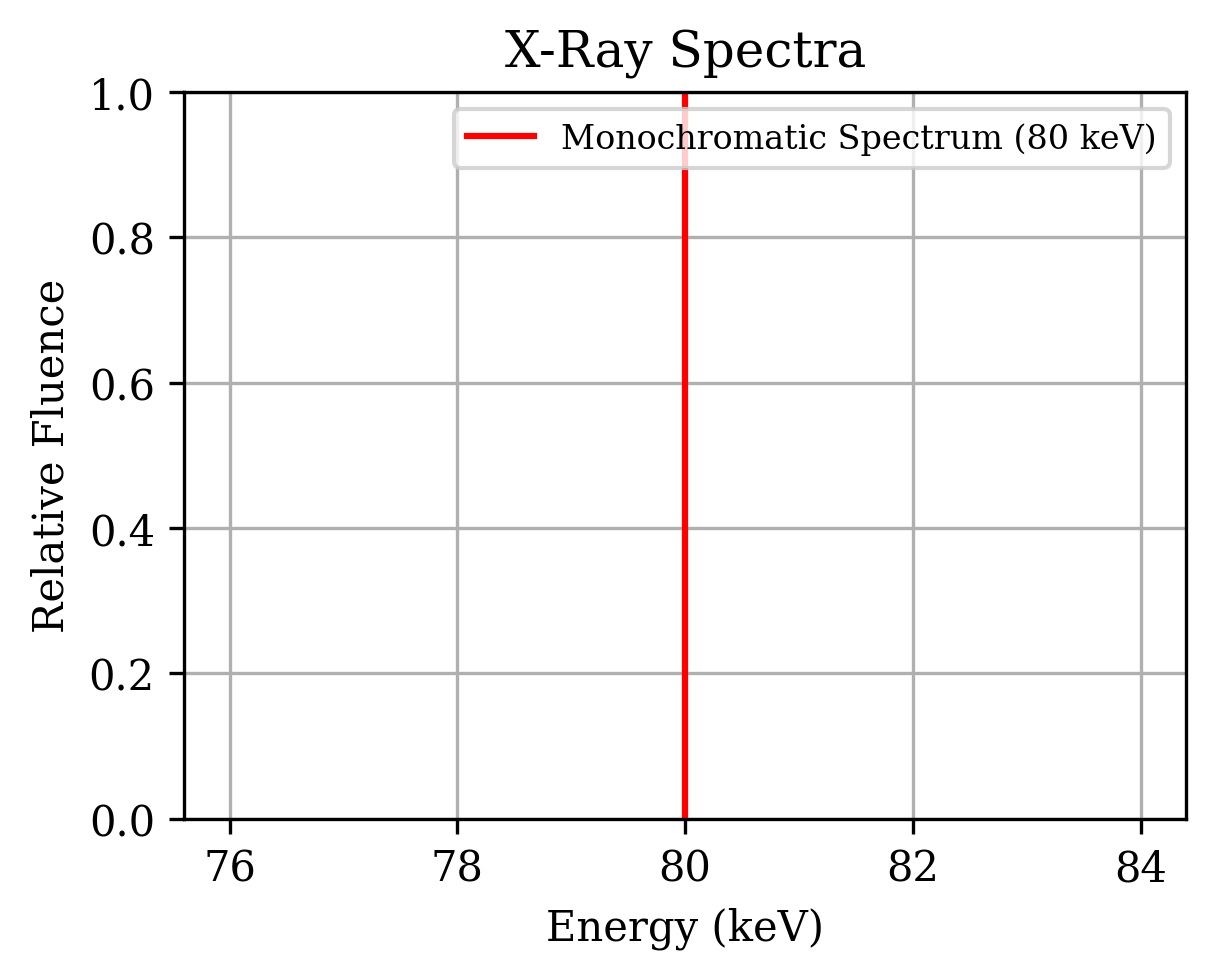 X-Ray Spectra
Monochromatic Spectrum (80 keV)
Relative Fluence
1.0
0.8
0.6
0.4
0.2
0.0
76 78 80 82 84
Energy (keV)